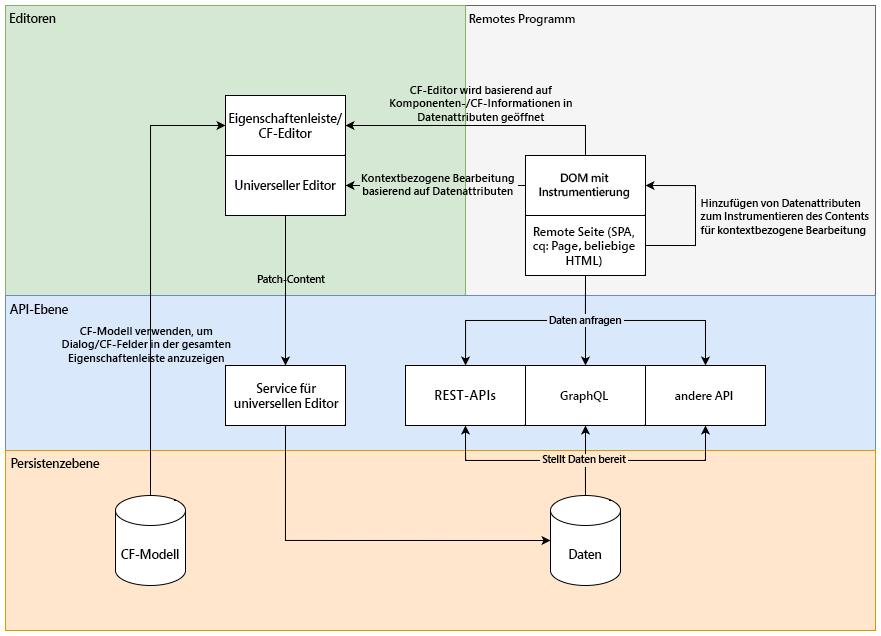 Editoren
Remotes Programm
CF-Editor wird basierend auf
Komponenten-/CF-Informationen in
Datenattributen geöffnet
Eigenschaftenleiste/
CF-Editor
Universeller Editor
Kontextbezogene Bearbeitung
basierend auf Datenattributen
DOM mit
Instrumentierung
Remote Seite (SPA,
cq: Page, beliebige
HTML)
Hinzufügen von Datenattributen
zum Instrumentieren des Contents
für kontextbezogene Bearbeitung
Patch-Content
API-Ebene
CF-Modell verwenden, um
Dialog/CF-Felder in der gesamten
Eigenschaftenleiste anzuzeigen
Daten anfragen
Service für
universellen Editor
REST-APIs
GraphQL
andere API
Persistenzebene
Stellt Daten bereit
CF-Modell
Daten